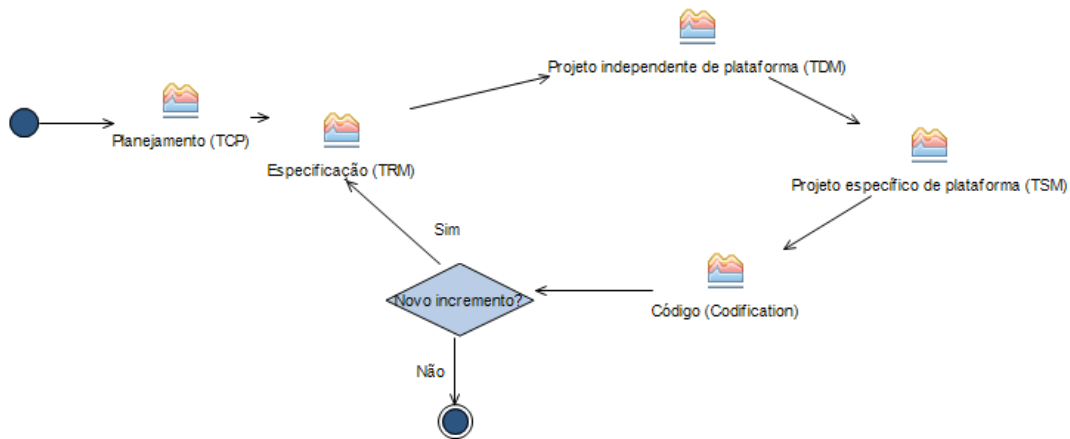 Projeto independente de plataforma (TDM)
Planejamento (TCP)
Especificação (TRM)
Projeto específico de plataforma (TSM)
Sim
Novo incremento?
Código (Codification)
Não